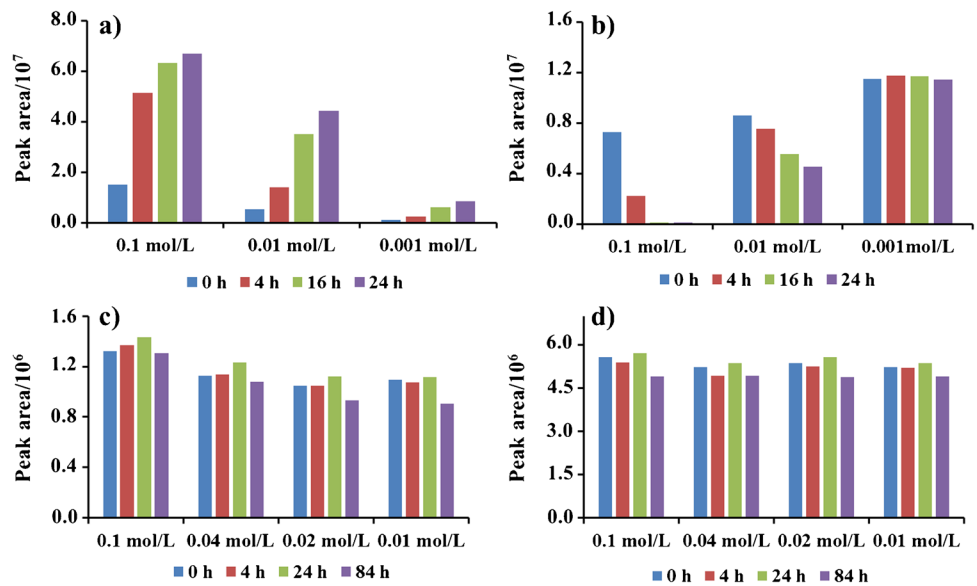 a)
Peak area/10⁷
8.0
6.0
4.0
2.0
0.0
0.1 mol/L 0.01 mol/L 0.001 mol/L
0 h 4 h 16 h 24 h
b)
Peak area/10⁷
1.6
1.2
0.8
0.4
0.0
0.1 mol/L 0.01 mol/L 0.001mol/L
0 h 4 h 16 h 24 h
c)
Peak area/10⁶
1.6
1.2
0.8
0.4
0.0
0.1 mol/L 0.04 mol/L 0.02 mol/L 0.01 mol/L
0 h 4 h 24 h 84 h
d)
Peak area/10⁶
6.0
4.5
3.0
1.5
0.0
0.1 mol/L 0.04 mol/L 0.02 mol/L 0.01 mol/L
0 h 4 h 24 h 84 h